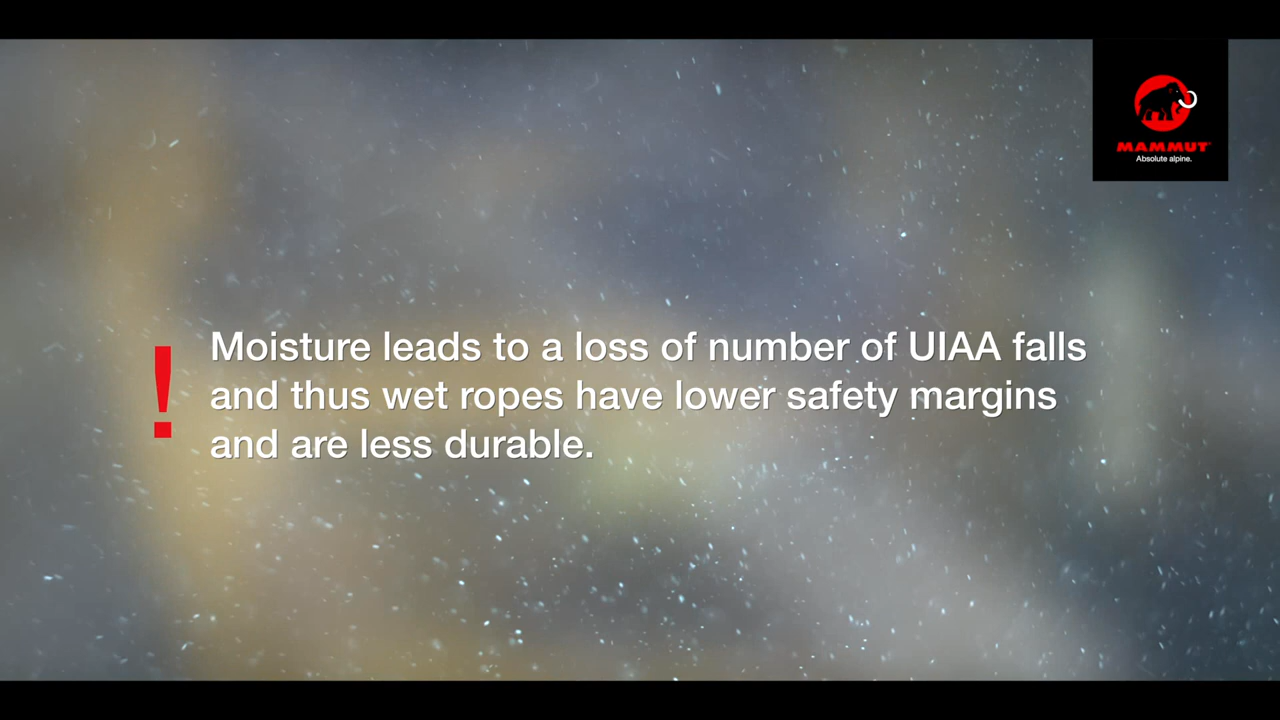 MAMMUT
Absolute alpine.
! Moisture leads to a loss of number of UIAA falls
and thus wet ropes have lower safety margins
and are less durable.